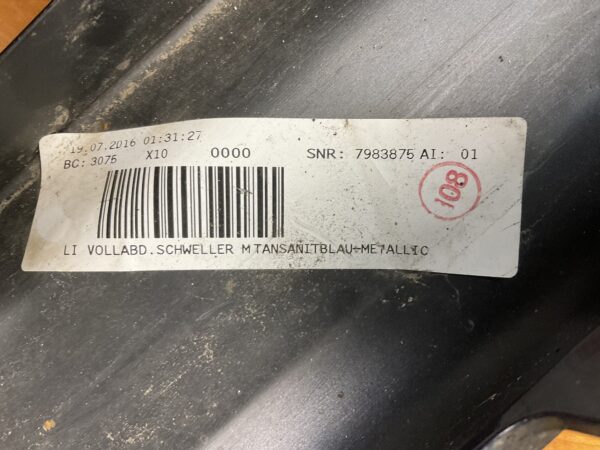 19.07.2016 01:31:27
BC: 3075 X10 0000 SNR: 7983875 AI: 01
108
LI VOLLABD.SCHWELLER M TANSANITBLAU-METALLIC